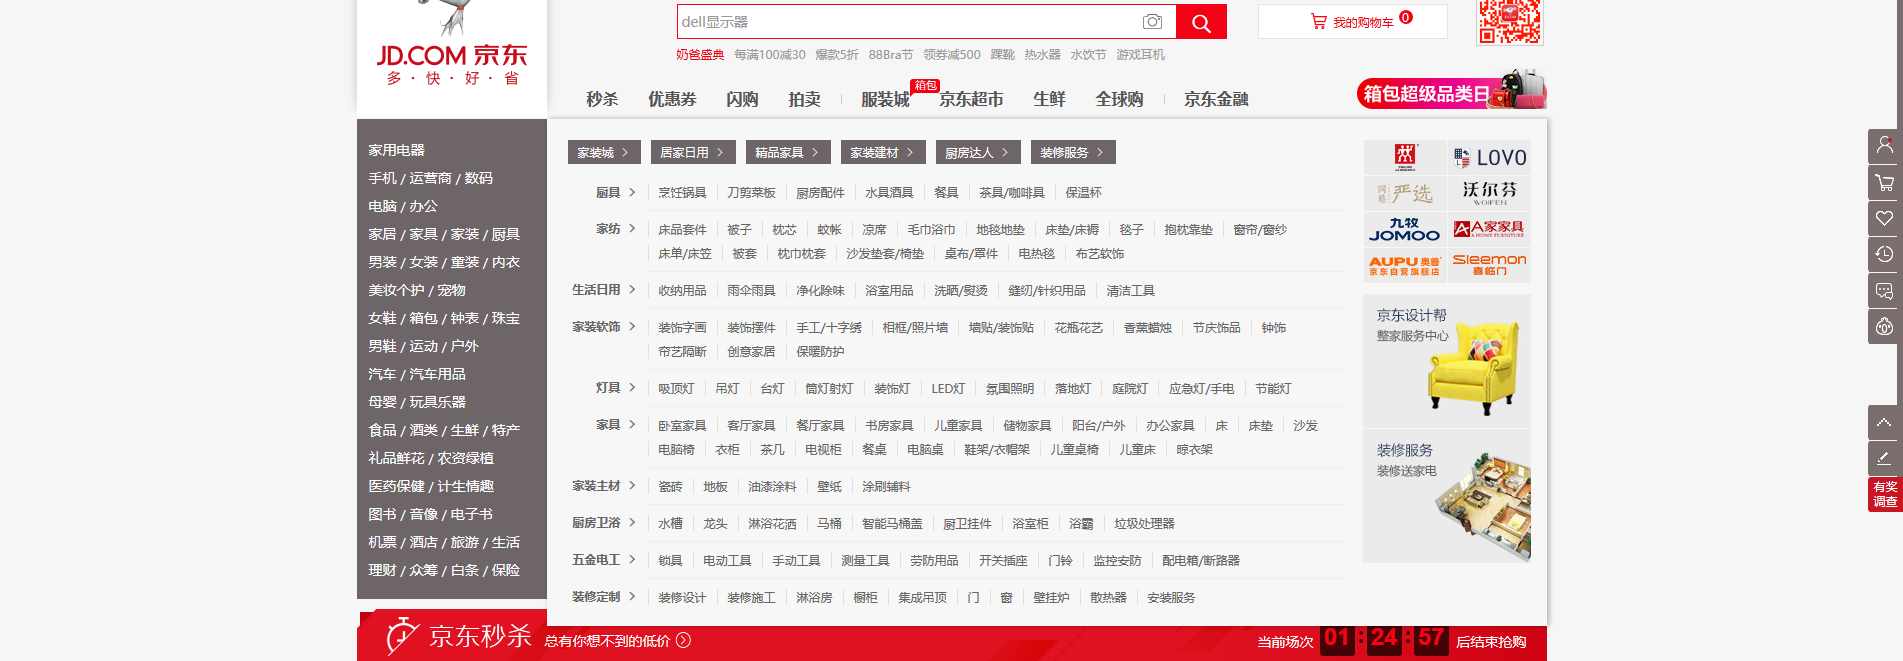 dell显示器
我的购物车 0
JD.COM 京东
多·快·好·省
奶爸盛典 每满100减30 爆款5折 88Bra节 领券减500 踝靴 热水器 水饮节 游戏耳机
箱包
秒杀 优惠券 闪购 拍卖 服装城 京东超市 生鲜 全球购 京东金融
箱包超级品类日
家用电器
手机 / 运营商 / 数码
电脑 / 办公
家居 / 家具 / 家装 / 厨具
男装 / 女装 / 童装 / 内衣
美妆个护 / 宠物
女鞋 / 箱包 / 钟表 / 珠宝
男鞋 / 运动 / 户外
汽车 / 汽车用品
母婴 / 玩具乐器
食品 / 酒类 / 生鲜 / 特产
礼品鲜花 / 农资绿植
医药保健 / 计生情趣
图书 / 音像 / 电子书
机票 / 酒店 / 旅游 / 生活
理财 / 众筹 / 白条 / 保险
家装城 > 居家日用 > 精品家具 > 家装建材 > 厨房达人 > 装修服务 >
厨具 > 烹饪锅具 刀剪菜板 厨房配件 水具酒具 餐具 茶具/咖啡具 保温杯
家纺 > 床品套件 被子 枕芯 蚊帐 凉席 毛巾浴巾 地毯地垫 床垫/床褥 毯子 抱枕靠垫 窗帘/窗纱
床单/床笠 被套 枕巾枕套 沙发垫套/椅垫 桌布/罩件 电热毯 布艺软饰
生活日用 > 收纳用品 雨伞雨具 净化除味 浴室用品 洗晒/熨烫 缝纫/针织用品 清洁工具
家装软饰 > 装饰字画 装饰摆件 手工/十字绣 相框/照片墙 墙贴/装饰贴 花瓶花艺 香薰蜡烛 节庆饰品 钟饰
帘艺隔断 创意家居 保暖防护
灯具 > 吸顶灯 吊灯 台灯 筒灯射灯 装饰灯 LED灯 氛围照明 落地灯 庭院灯 应急灯/手电 节能灯
家具 > 卧室家具 客厅家具 餐厅家具 书房家具 儿童家具 储物家具 阳台/户外 办公家具 床 床垫 沙发
电脑椅 衣柜 茶几 电视柜 餐桌 电脑桌 鞋架/衣帽架 儿童桌椅 儿童床 晾衣架
家装主材 > 瓷砖 地板 油漆涂料 壁纸 涂刷辅料
厨房卫浴 > 水槽 龙头 淋浴花洒 马桶 智能马桶盖 厨卫挂件 浴室柜 浴霸 垃圾处理器
五金电工 > 锁具 电动工具 手动工具 测量工具 劳防用品 开关插座 门铃 监控安防 配电箱/断路器
装修定制 > 装修设计 装修施工 淋浴房 橱柜 集成吊顶 门 窗 壁挂炉 散热器 安装服务
LOVO
网易严选 沃尔芬
WOIFEN
九牧
JOMOO A家家具
A HOME FURNITURE
AUPU奥普 Sleemon
京东自营旗舰店 喜临门
京东设计帮
整家服务中心
装修服务
装修送家电
有奖
调查
京东秒杀 总有你想不到的低价 当前场次 01:24:57 后结束抢购